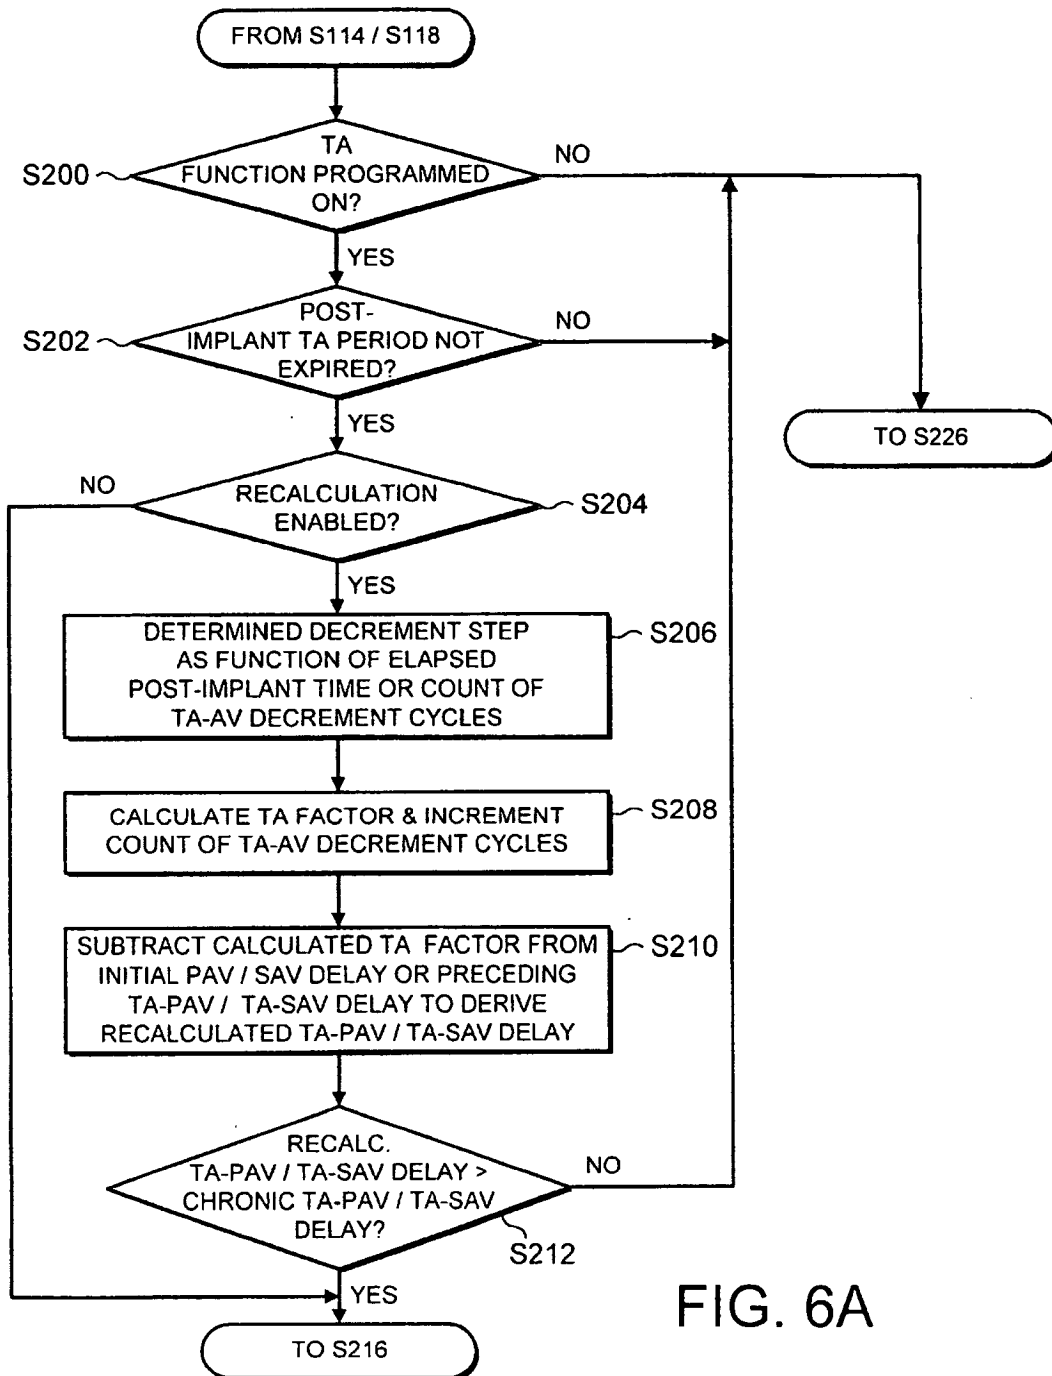 FROM S114 / S118
TA
FUNCTION PROGRAMMED
ON?
S200
NO
YES
POST-
IMPLANT TA PERIOD NOT
EXPIRED?
S202
NO
TO S226
YES
RECALCULATION
ENABLED?
NO
S204
YES
DETERMINED DECREMENT STEP
AS FUNCTION OF ELAPSED
POST-IMPLANT TIME OR COUNT OF
TA-AV DECREMENT CYCLES
S206
CALCULATE TA FACTOR & INCREMENT
COUNT OF TA-AV DECREMENT CYCLES
S208
SUBTRACT CALCULATED TA FACTOR FROM
INITIAL PAV / SAV DELAY OR PRECEDING
TA-PAV / TA-SAV DELAY TO DERIVE
RECALCULATED TA-PAV / TA-SAV DELAY
S210
RECALC.
TA-PAV / TA-SAV DELAY >
CHRONIC TA-PAV / TA-SAV
DELAY?
NO
S212
YES
TO S216
FIG. 6A